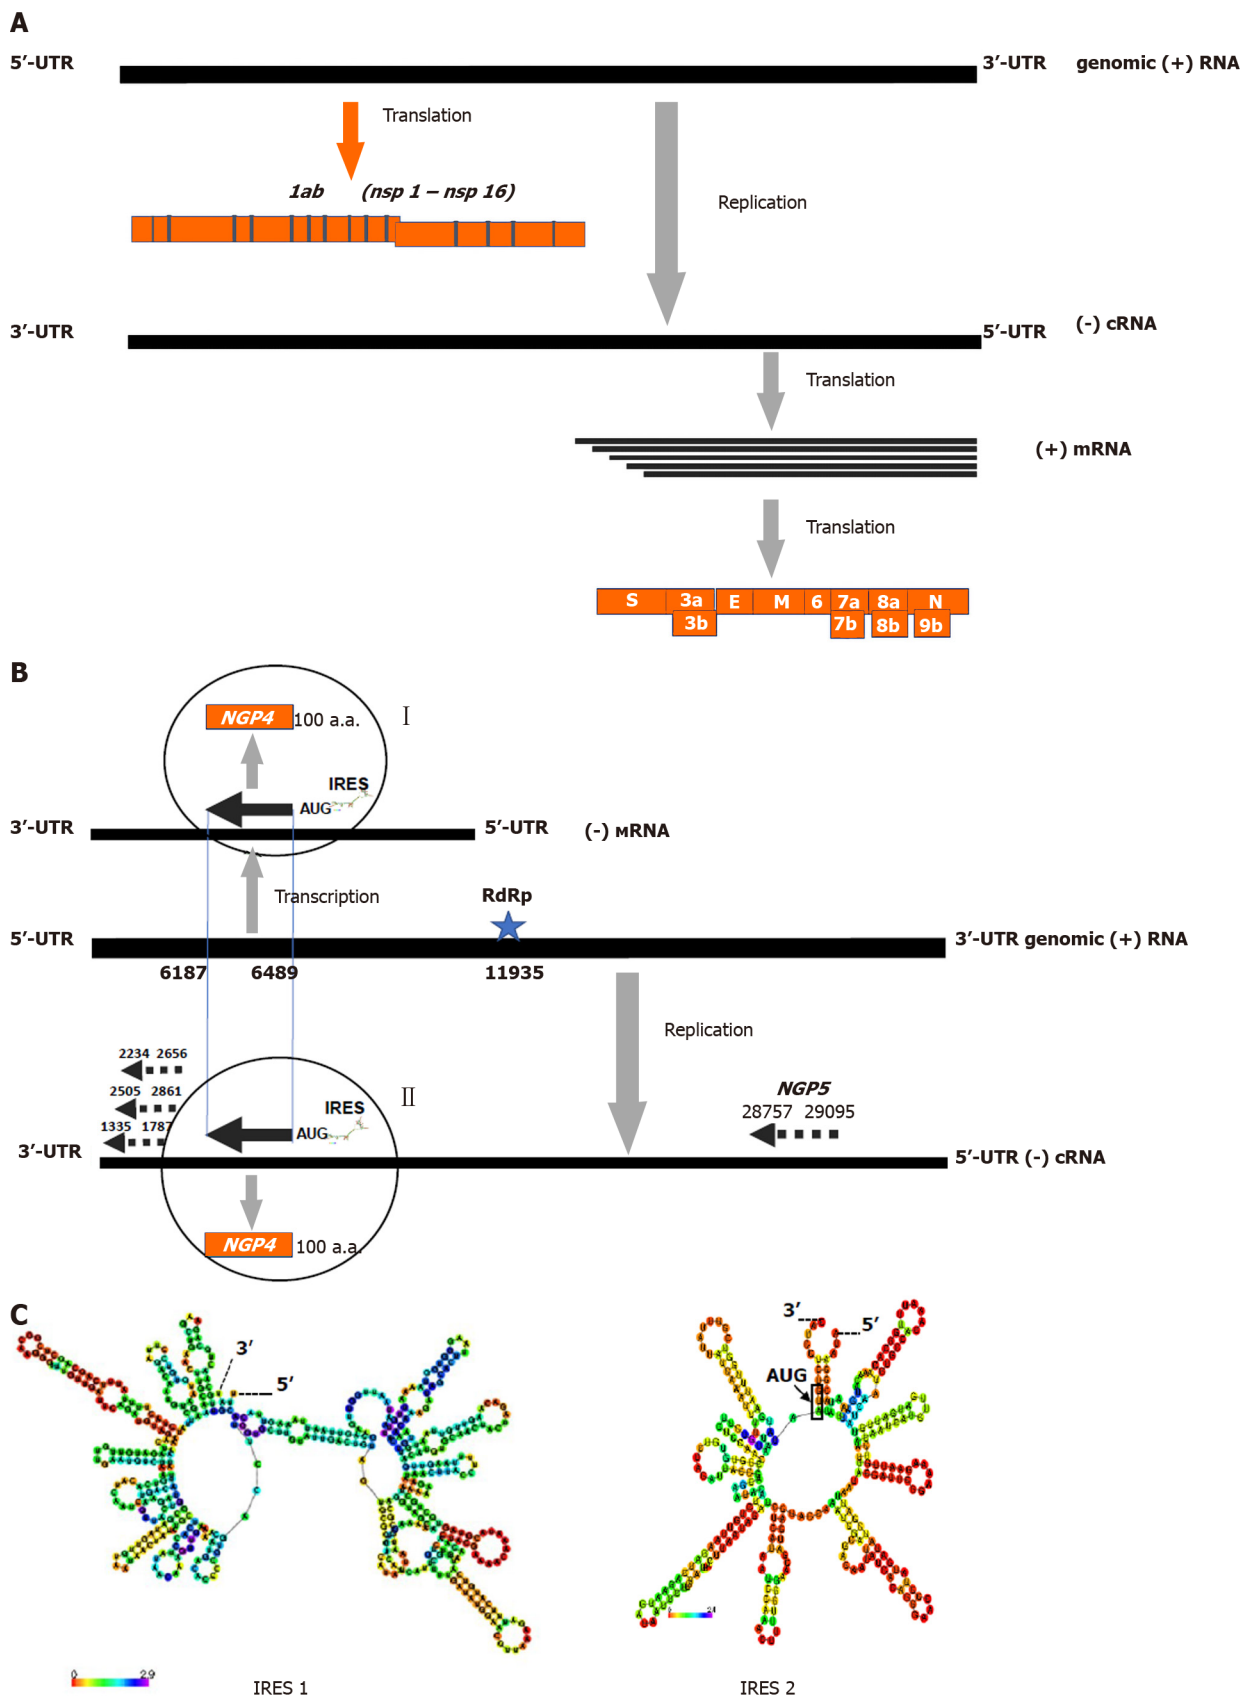 A
5′-UTR
3′-UTR genomic (+) RNA
Translation
1ab (nsp 1 – nsp 16)
Replication
3′-UTR
5′-UTR
(-) cRNA
Translation
(+) mRNA
Translation
S 3a E M 6 7a 8a N
3b 7b 8b 9b
B
NGP4 100 a.a. I
IRES
AUG
3′-UTR 5′-UTR (-) мRNA
Transcription
RdRp
5′-UTR 3′-UTR genomic (+) RNA
6187 6489 11935
Replication
2234 2656
2505 2861
1335 1787
II
IRES
AUG
NGP5
28757 29095
3′-UTR
5′-UTR (-) cRNA
NGP4 100 a.a.
C
3′
5′
3′
5′
AUG
0 2.9
IRES 1
IRES 2